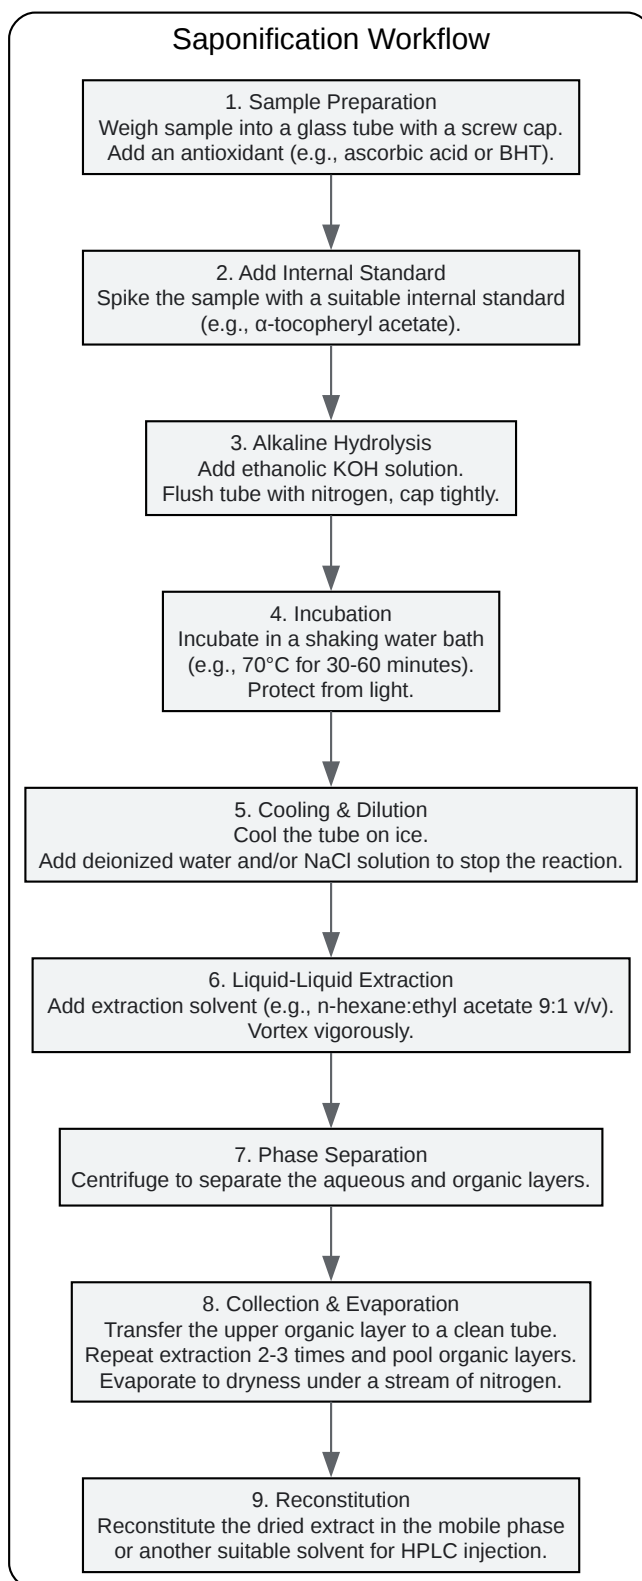 Saponification Workflow
1. Sample Preparation
Weigh sample into a glass tube with a screw cap.
Add an antioxidant (e.g., ascorbic acid or BHT).
2. Add Internal Standard
Spike the sample with a suitable internal standard
(e.g., α-tocopheryl acetate).
3. Alkaline Hydrolysis
Add ethanolic KOH solution.
Flush tube with nitrogen, cap tightly.
4. Incubation
Incubate in a shaking water bath
(e.g., 70°C for 30-60 minutes).
Protect from light.
5. Cooling & Dilution
Cool the tube on ice.
Add deionized water and/or NaCl solution to stop the reaction.
6. Liquid-Liquid Extraction
Add extraction solvent (e.g., n-hexane:ethyl acetate 9:1 v/v).
Vortex vigorously.
7. Phase Separation
Centrifuge to separate the aqueous and organic layers.
8. Collection & Evaporation
Transfer the upper organic layer to a clean tube.
Repeat extraction 2-3 times and pool organic layers.
Evaporate to dryness under a stream of nitrogen.
9. Reconstitution
Reconstitute the dried extract in the mobile phase
or another suitable solvent for HPLC injection.